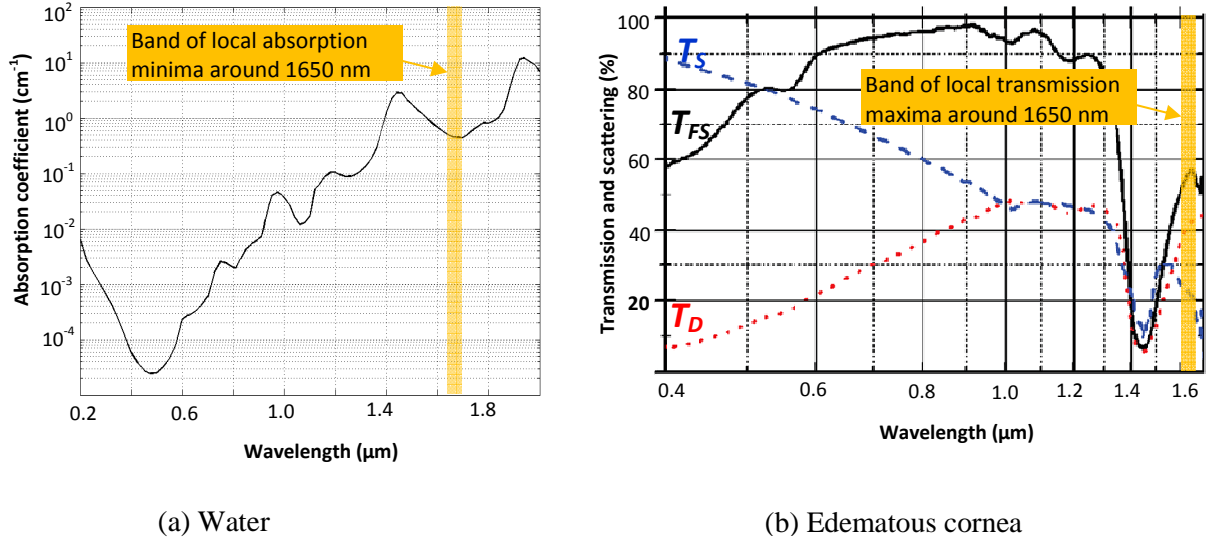 10²
10¹
10⁰
10⁻¹
10⁻²
10⁻³
10⁻⁴
Absorption coefficient (cm⁻¹)
Band of local absorption
minima around 1650 nm
0.2 0.6 1.0 1.4 1.8
Wavelength (µm)
(a) Water
100
80
60
40
20
Transmission and scattering (%)
T_S
T_FS
T_D
Band of local transmission
maxima around 1650 nm
0.4 0.6 0.8 1.0 1.2 1.4 1.6
Wavelength (µm)
(b) Edematous cornea